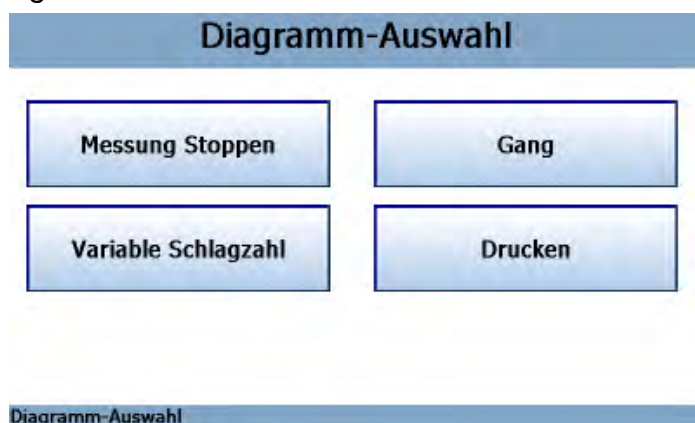 Diagramm-Auswahl
Messung Stoppen
Gang
Variable Schlagzahl
Drucken
Diagramm-Auswahl